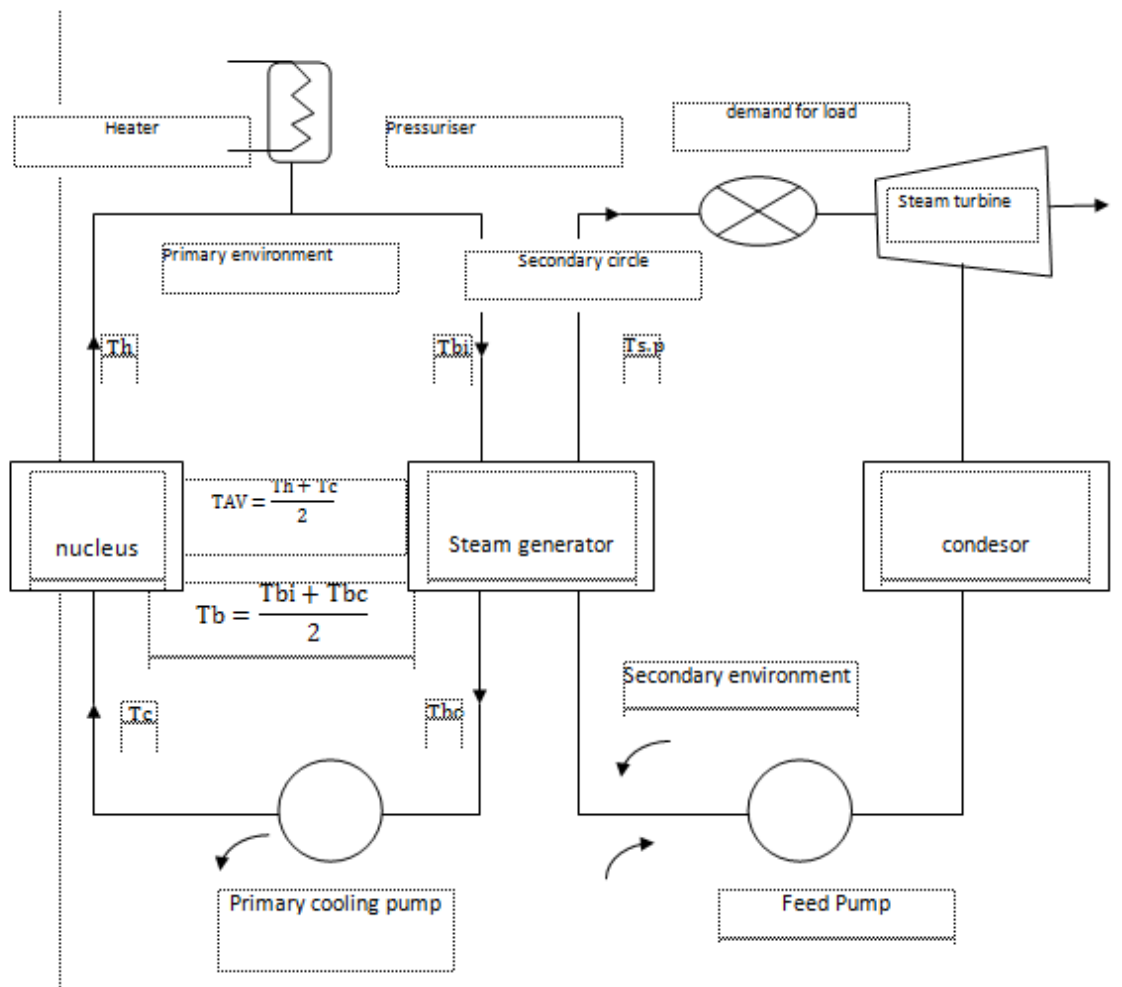 Heater
Pressuriser
demand for load
Steam turbine
Primary environment
Secondary circle
Th
Tbi
Ts.p
TAV = Th + Tc / 2
nucleus
Steam generator
condesor
Tb = Tbi + Tbc / 2
Secondary environment
Tc
Tbc
Primary cooling pump
Feed Pump